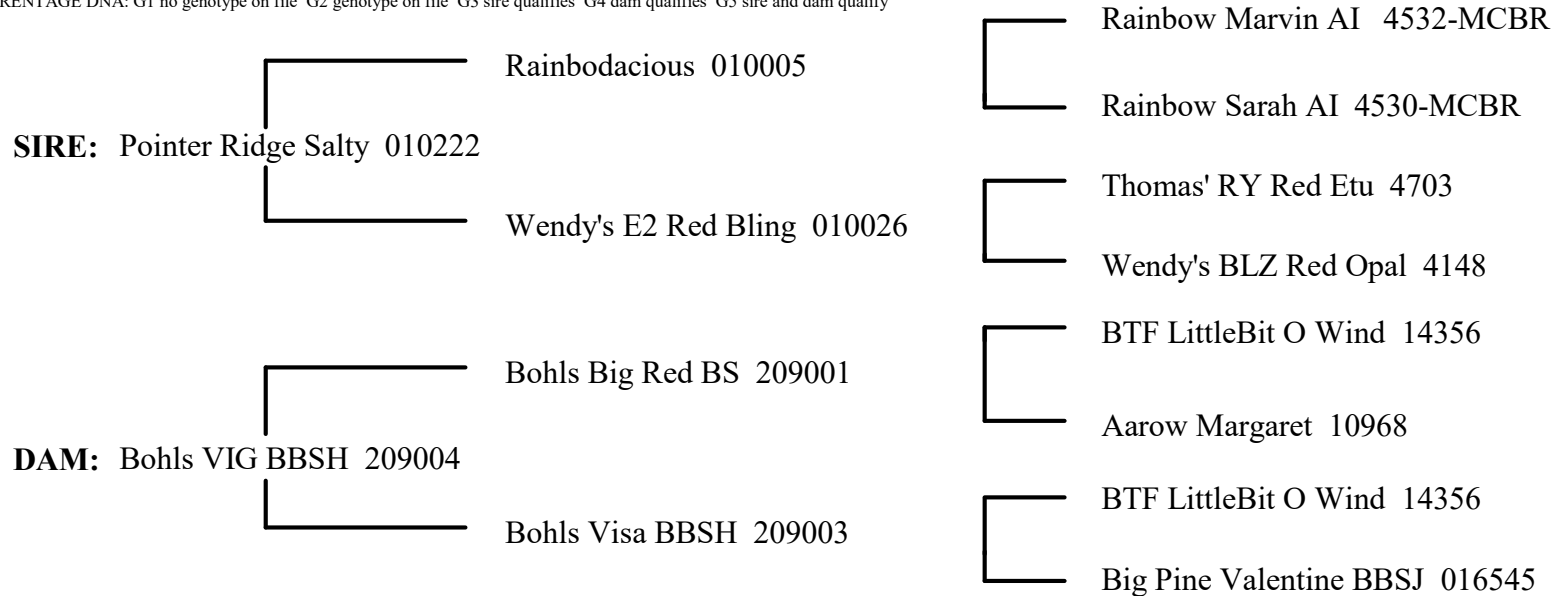 RENTAGE DNA: G1 no genotype on file G2 genotype on file G3 sire qualifies G4 dam qualifies G5 sire and dam qualify
Rainbow Marvin AI 4532-MCBR
Rainbodacious 010005
Rainbow Sarah AI 4530-MCBR
SIRE: Pointer Ridge Salty 010222
Thomas' RY Red Etu 4703
Wendy's E2 Red Bling 010026
Wendy's BLZ Red Opal 4148
BTF LittleBit O Wind 14356
Bohls Big Red BS 209001
Aarow Margaret 10968
DAM: Bohls VIG BBSH 209004
BTF LittleBit O Wind 14356
Bohls Visa BBSH 209003
Big Pine Valentine BBSJ 016545